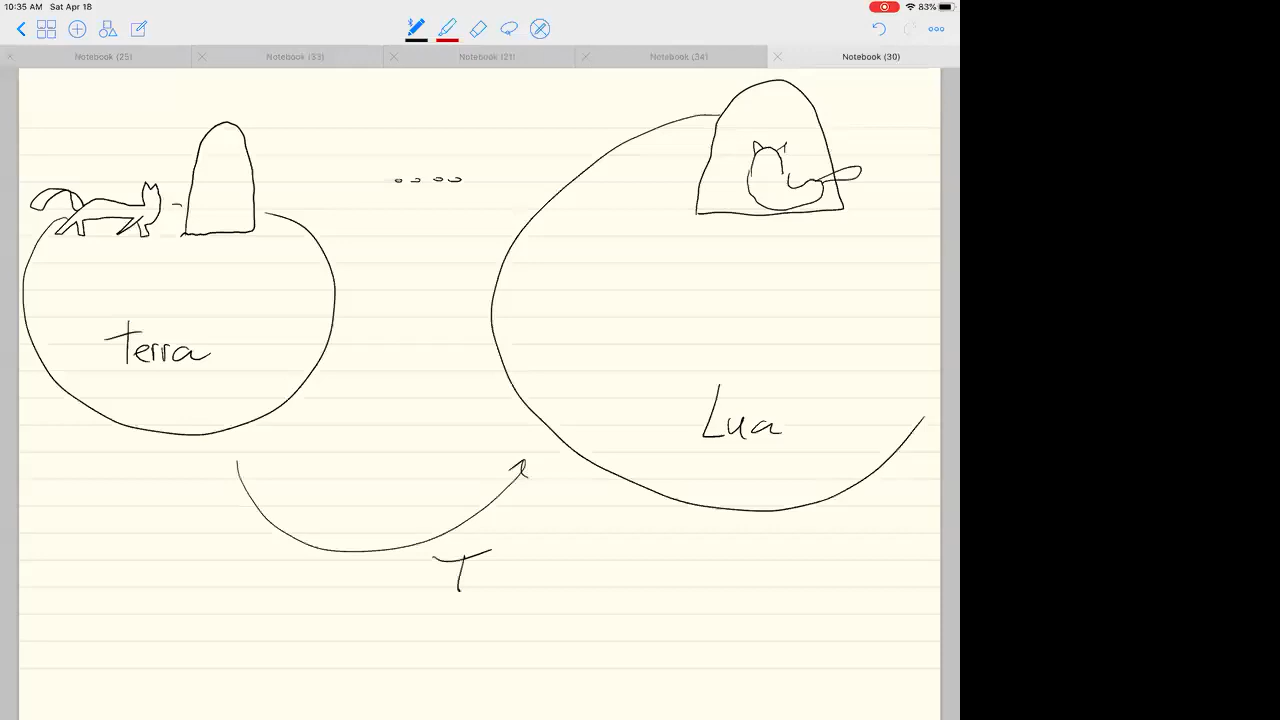 10:35 AM Sat Apr 18 83%
Notebook (25) Notebook (33) Notebook (21) Notebook (34) Notebook (30)
Terra
Lua
T